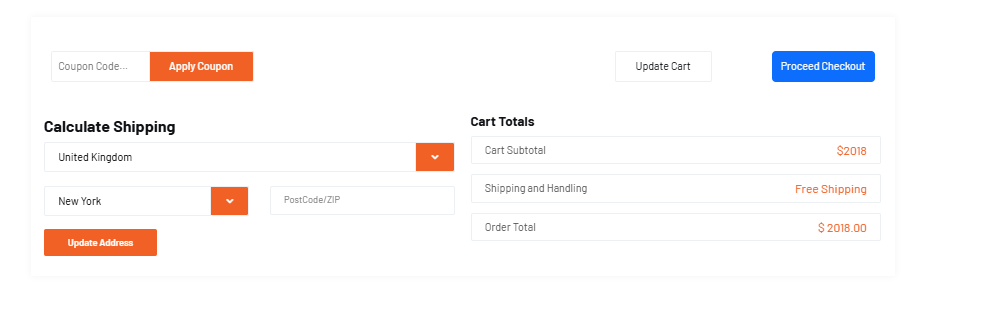 Coupon Code...
Apply Coupon
Update Cart
Proceed Checkout
Calculate Shipping
United Kingdom
New York
PostCode/ZIP
Update Address
Cart Totals
Cart Subtotal $2018
Shipping and Handling Free Shipping
Order Total $ 2018.00